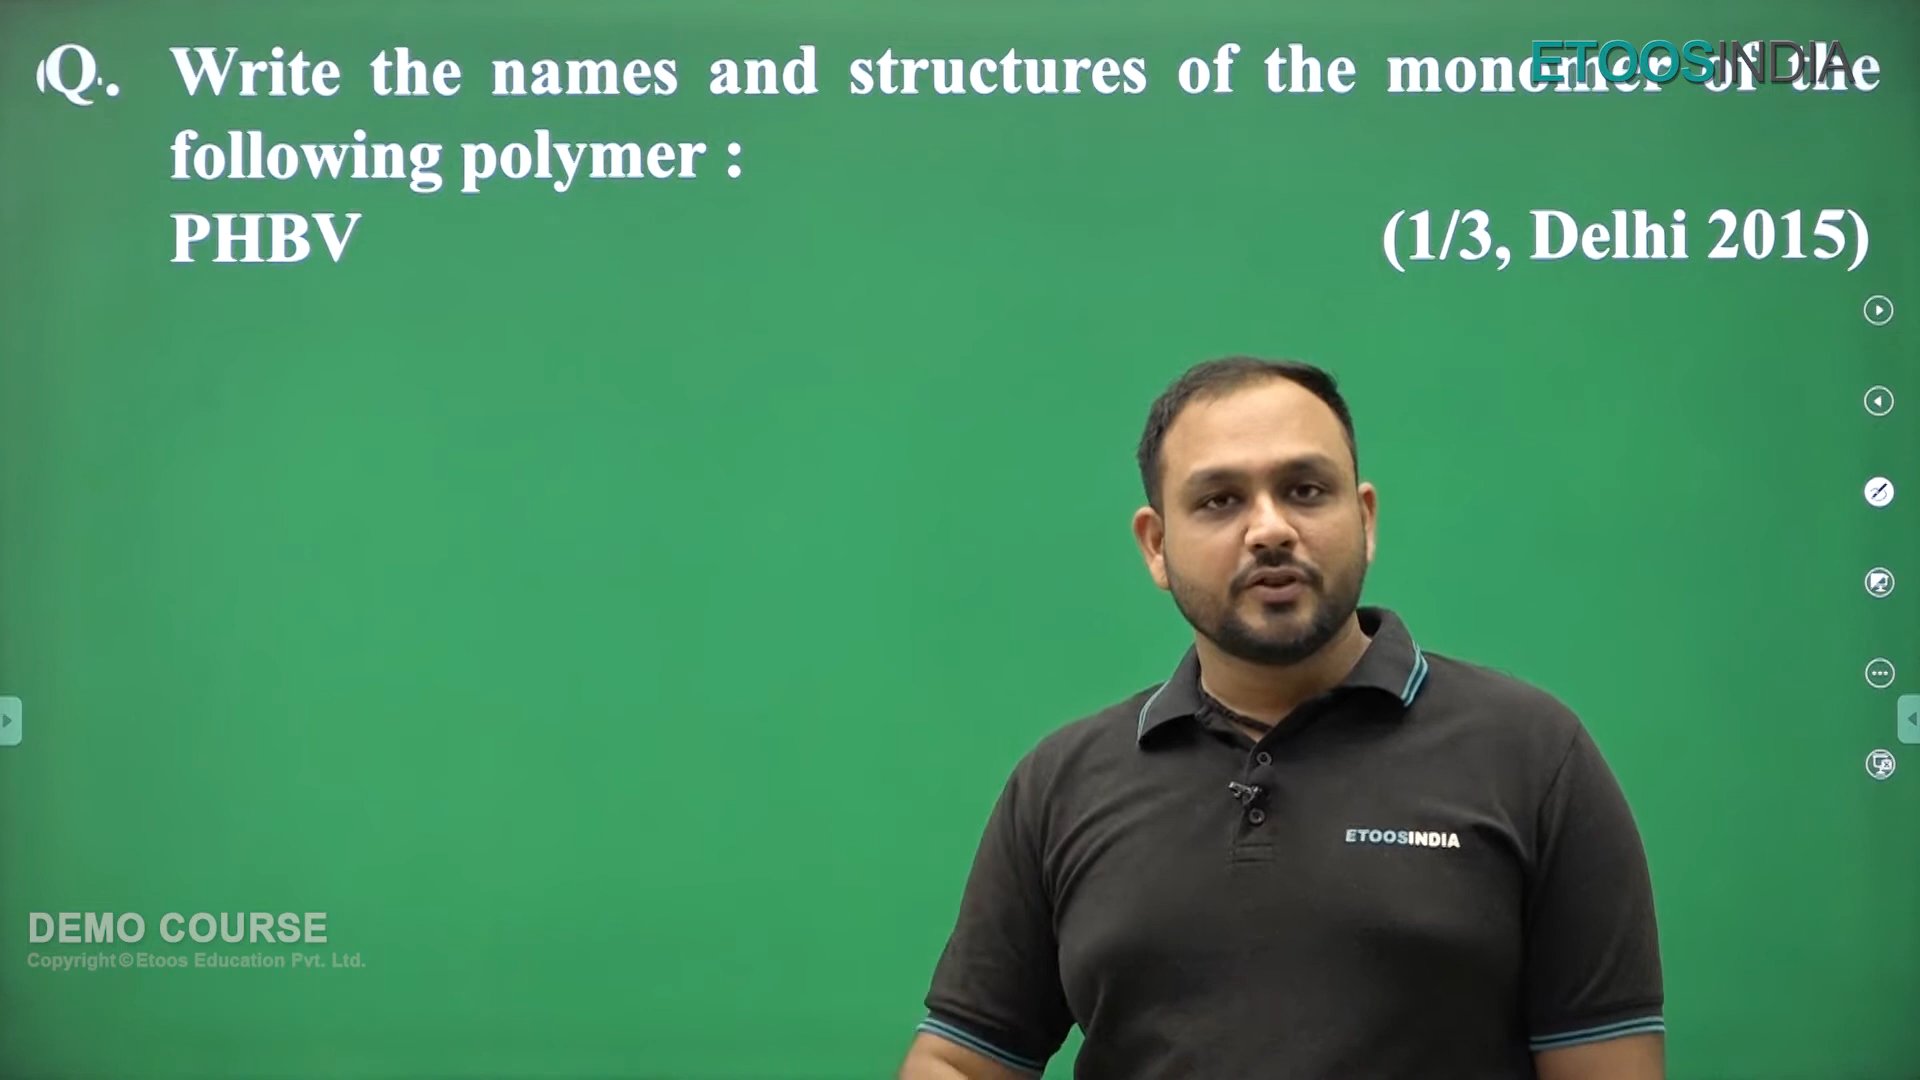 Q. Write the names and structures of the monomer of the
ETOOSINDIA
following polymer :
PHBV (1/3, Delhi 2015)
ETOOSINDIA
DEMO COURSE
Copyright © Etoos Education Pvt. Ltd.